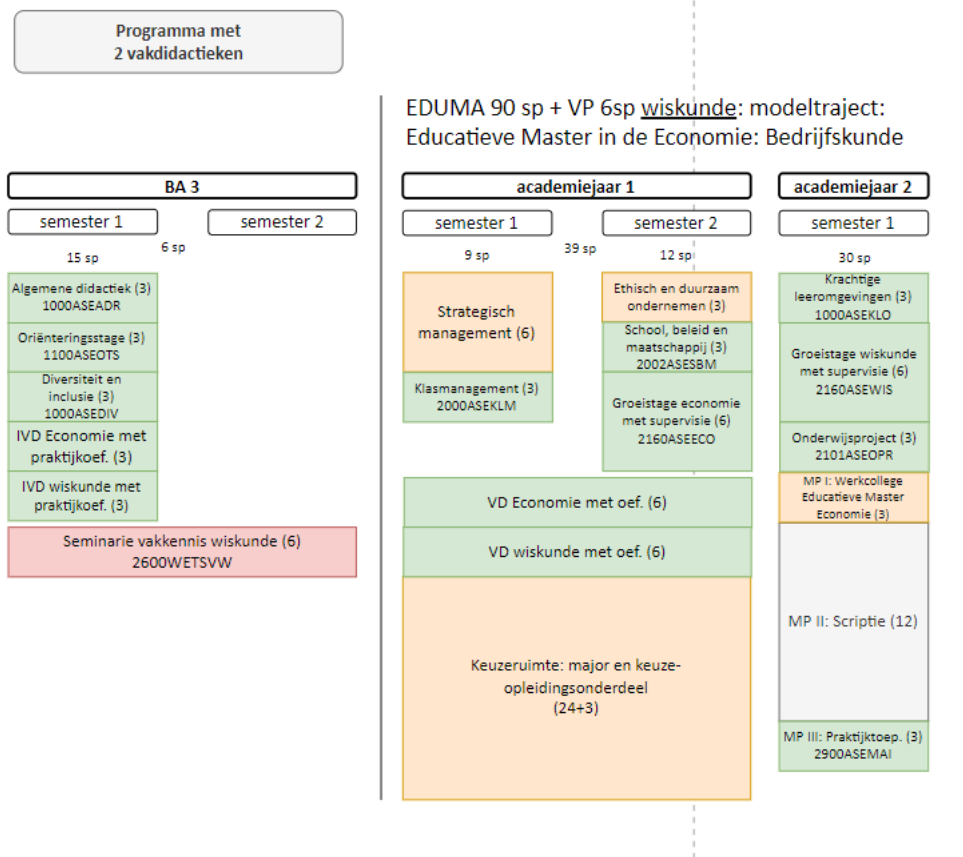 Programma met
2 vakdidactieken
EDUMA 90 sp + VP 6sp wiskunde: modeltraject:
Educatieve Master in de Economie: Bedrijfskunde
BA 3
semester 1
semester 2
6 sp
15 sp
Algemene didactiek (3)
1000ASEADR
Oriënteringsstage (3)
1100ASEOTS
Diversiteit en
inclusie (3)
1000ASEDIV
IVD Economie met
praktijkoef. (3)
IVD wiskunde met
praktijkoef. (3)
Seminarie vakkennis wiskunde (6)
2600WETSVW
academiejaar 1
semester 1
semester 2
39 sp
9 sp
12 sp
Strategisch
management (6)
Klasmanagement (3)
2000ASEKLM
Ethisch en duurzaam
ondernemen (3)
School, beleid en
maatschappij (3)
2002ASESBM
Groeistage economie
met supervisie (6)
2160ASEECO
VD Economie met oef. (6)
VD wiskunde met oef. (6)
Keuzeruimte: major en keuze-
opleidingsonderdeel
(24+3)
academiejaar 2
semester 1
30 sp
Krachtige
leeromgevingen (3)
1000ASEKLO
Groeistage wiskunde
met supervisie (6)
2160ASEWIS
Onderwijsproject (3)
2101ASEOPR
MP I: Werkcollege
Educatieve Master
Economie (3)
MP II: Scriptie (12)
MP III: Praktijktoep. (3)
2900ASEMAI